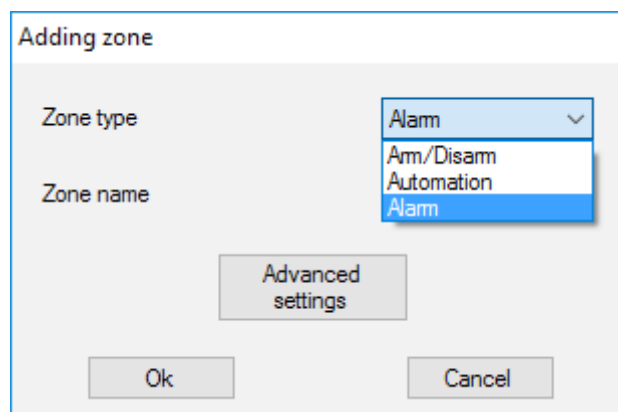 Adding zone
Zone type
Alarm
Arm/Disarm
Automation
Zone name
Alarm
Advanced
settings
Ok
Cancel